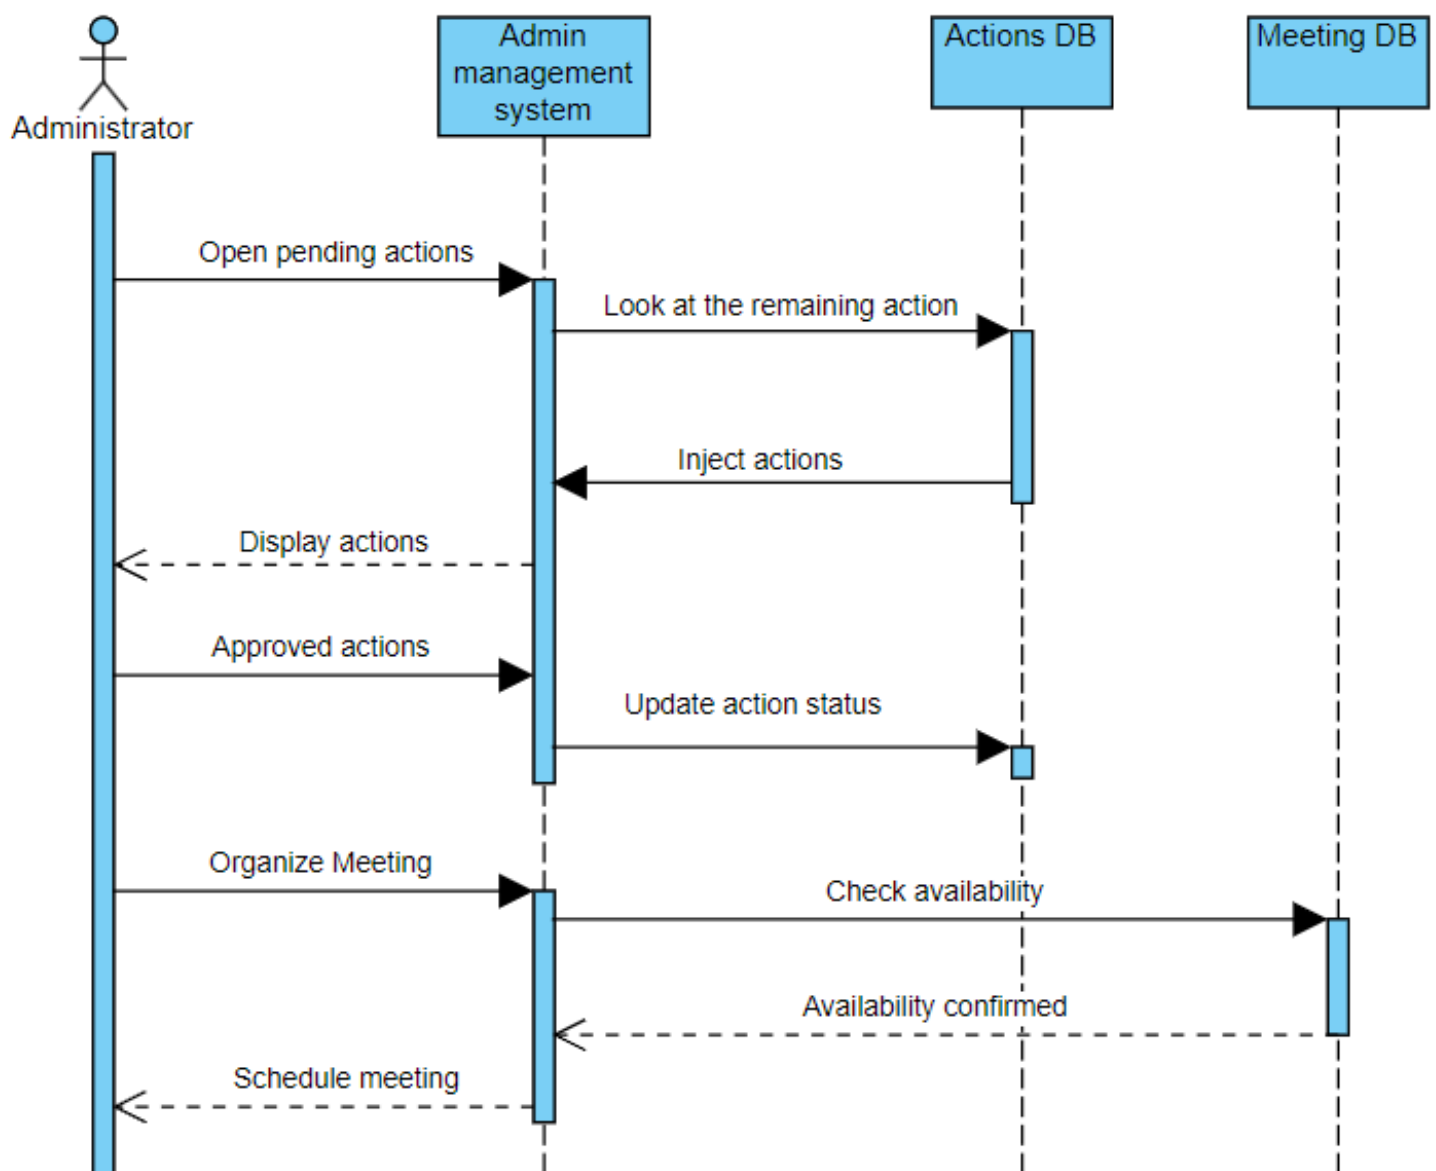 Admin
management
system
Actions DB
Meeting DB
Administrator
Open pending actions
Look at the remaining action
Inject actions
Display actions
Approved actions
Update action status
Organize Meeting
Check availability
Availability confirmed
Schedule meeting